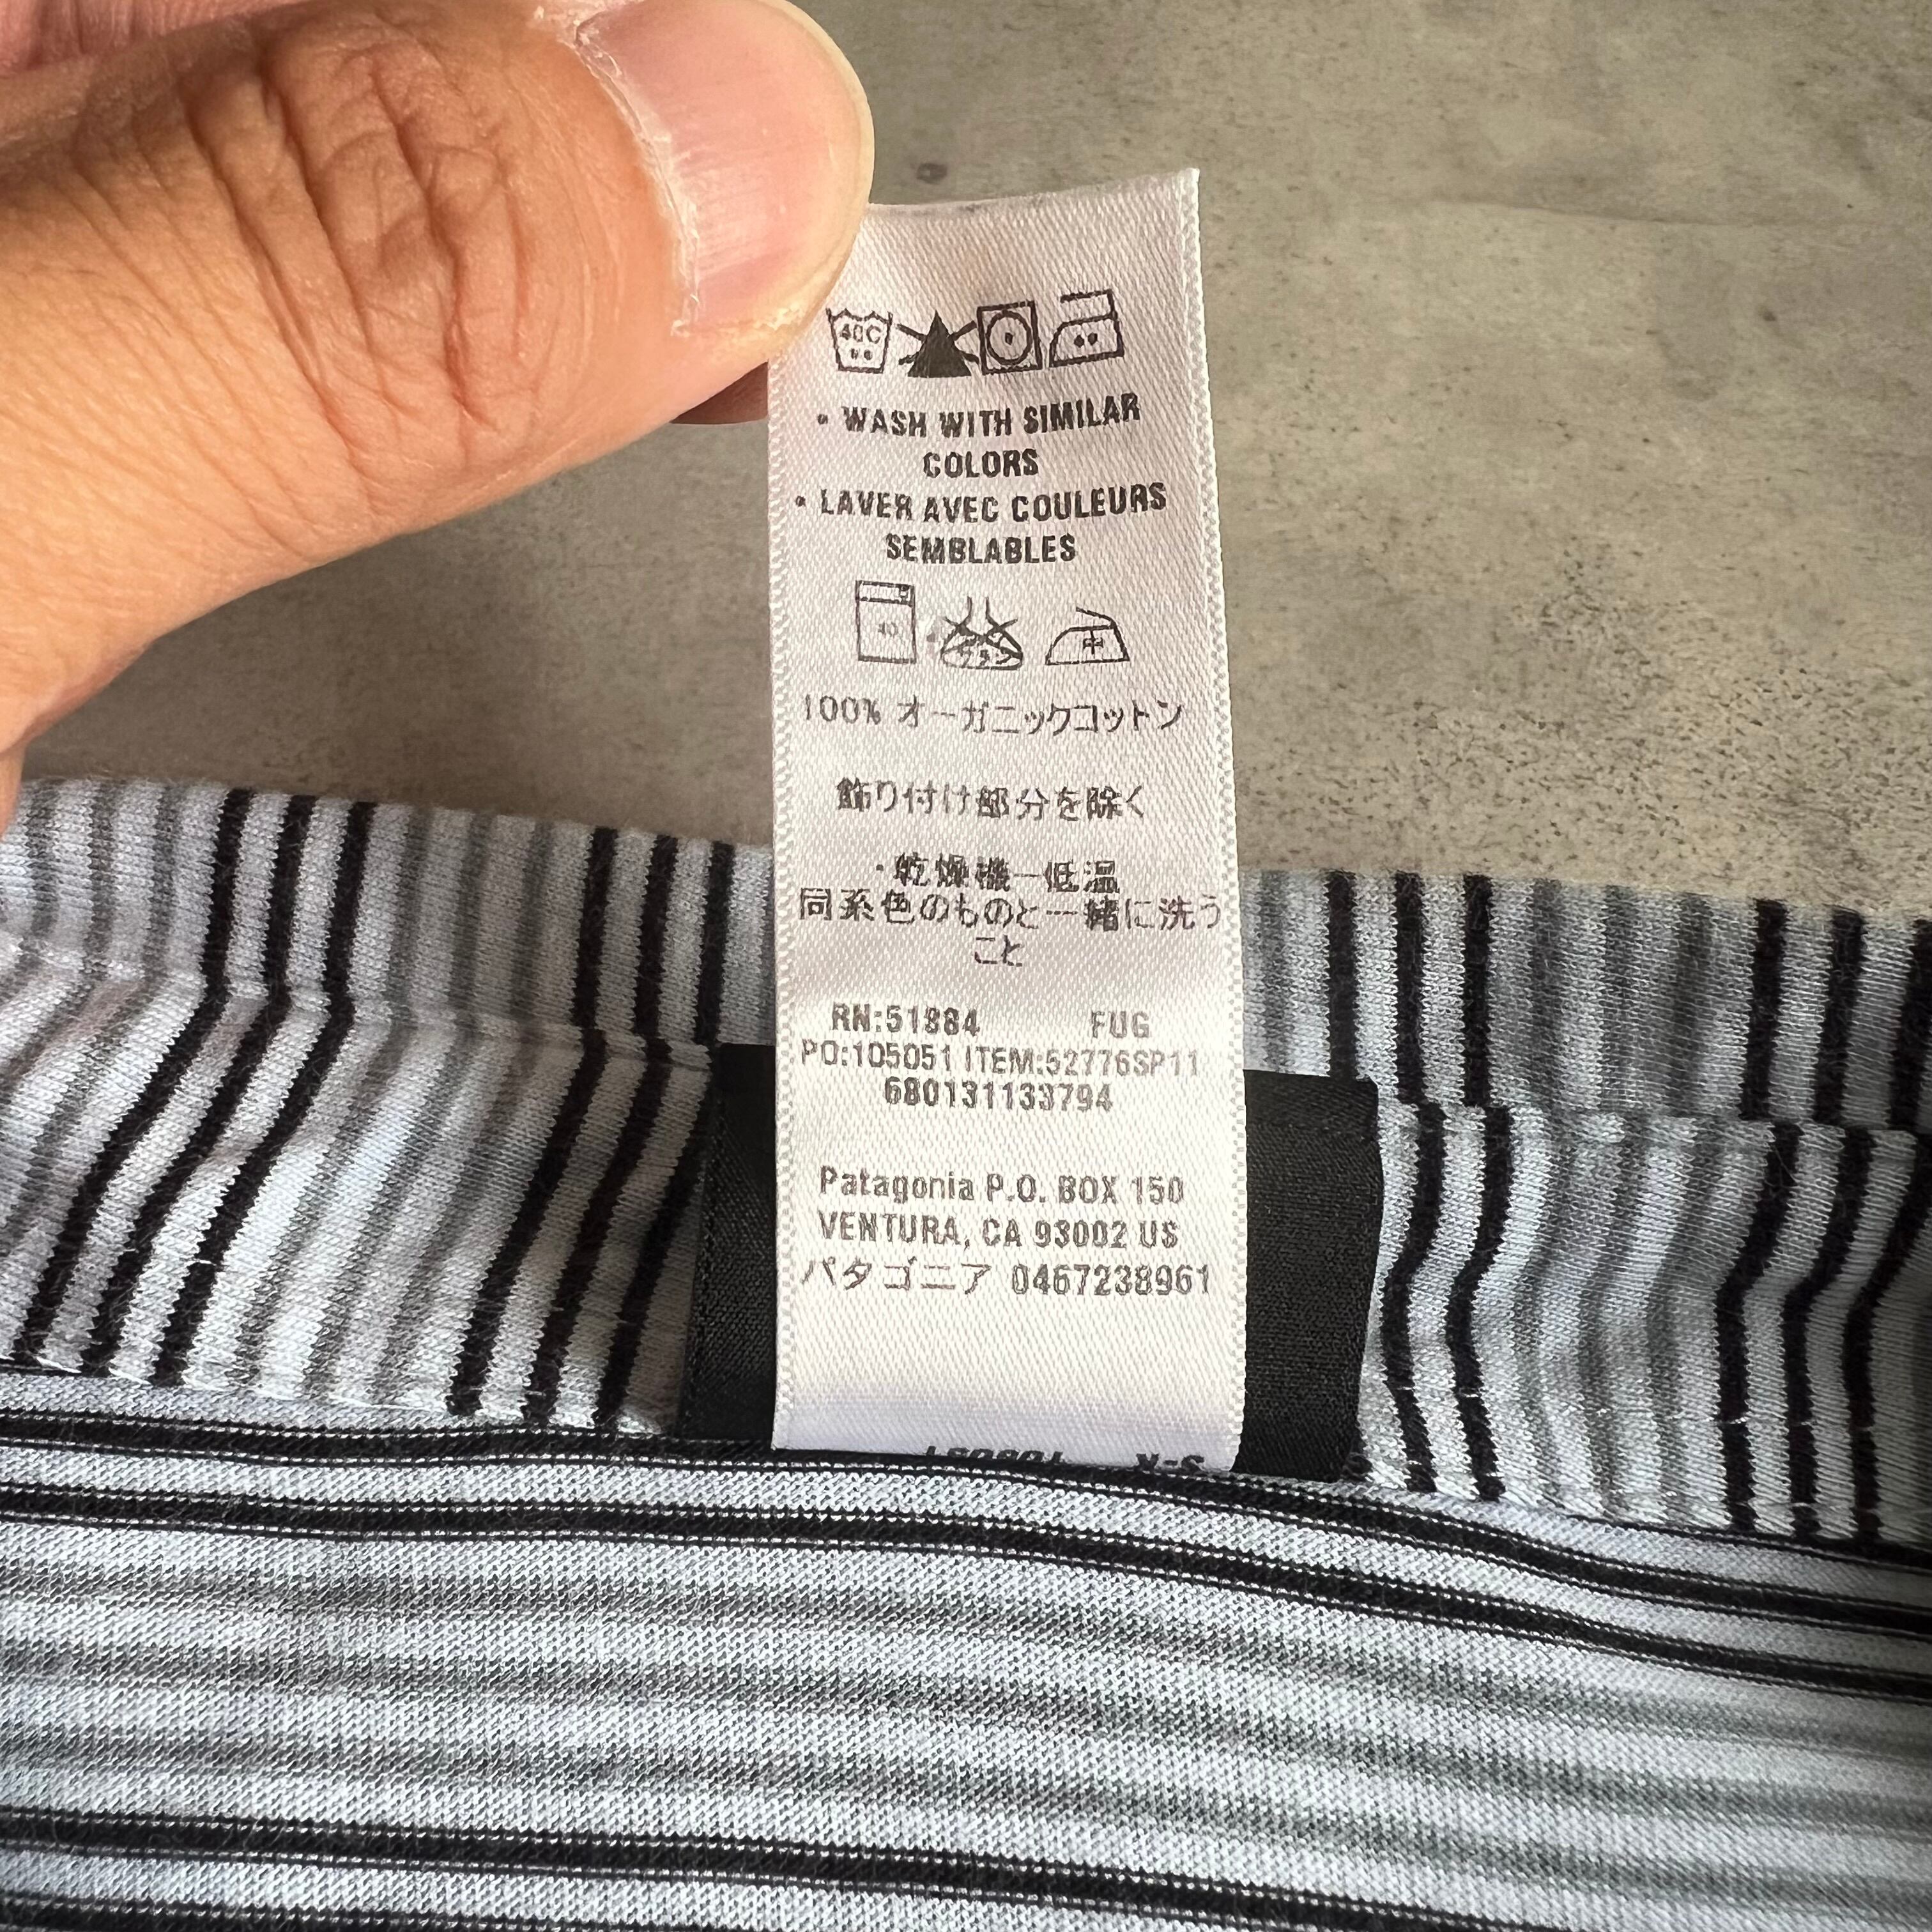 40C
• WASH WITH SIMILAR
COLORS
• LAVER AVEC COULEURS
SEMBLABLES
40
中
100% オーガニックコットン
飾り付け部分を除く
・乾燥機ー低温
同系色のものと一緒に洗う
こと
RN:51884 FUG
PO:105051 ITEM:52776SP11
680131133794
Patagonia P.O. BOX 150
VENTURA, CA 93002 US
パタゴニア 0467238961